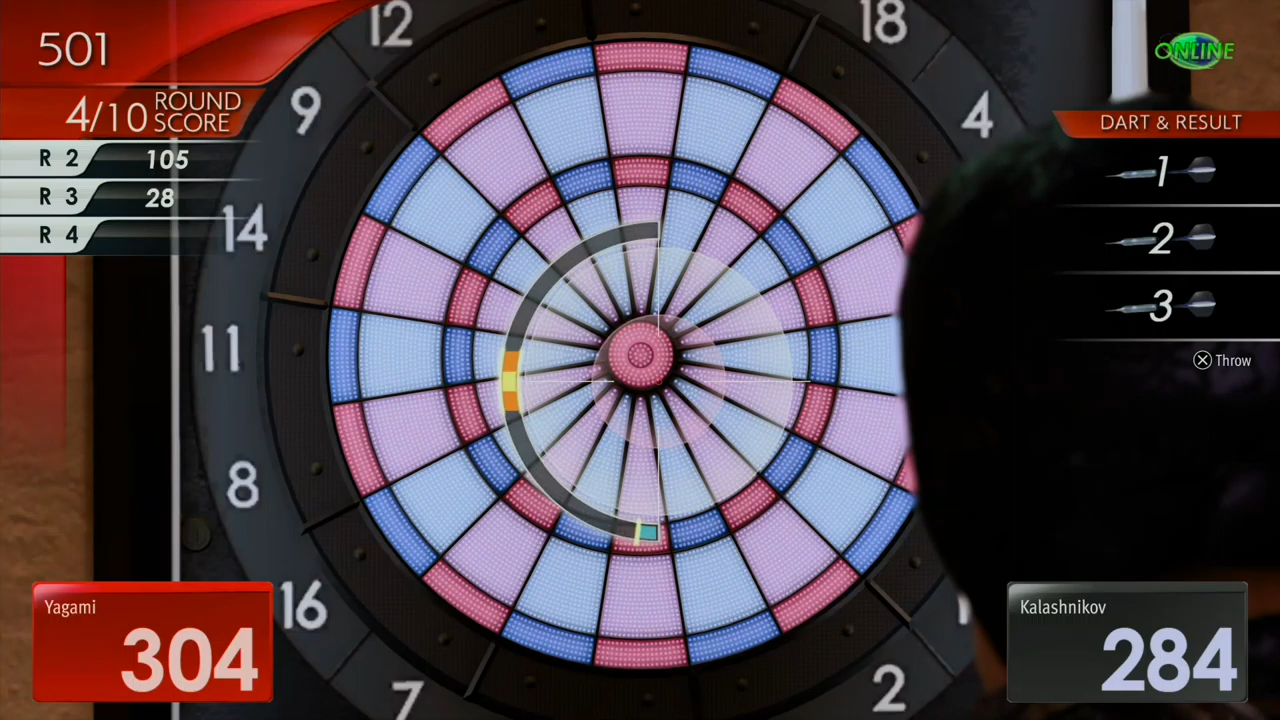 501
4/10 ROUND SCORE
R 2 105
R 3 28
R 4
12
18
9
4
14
11
8
16
7
2
ONLINE
DART & RESULT
1
2
3
Throw
Yagami
304
Kalashnikov
284